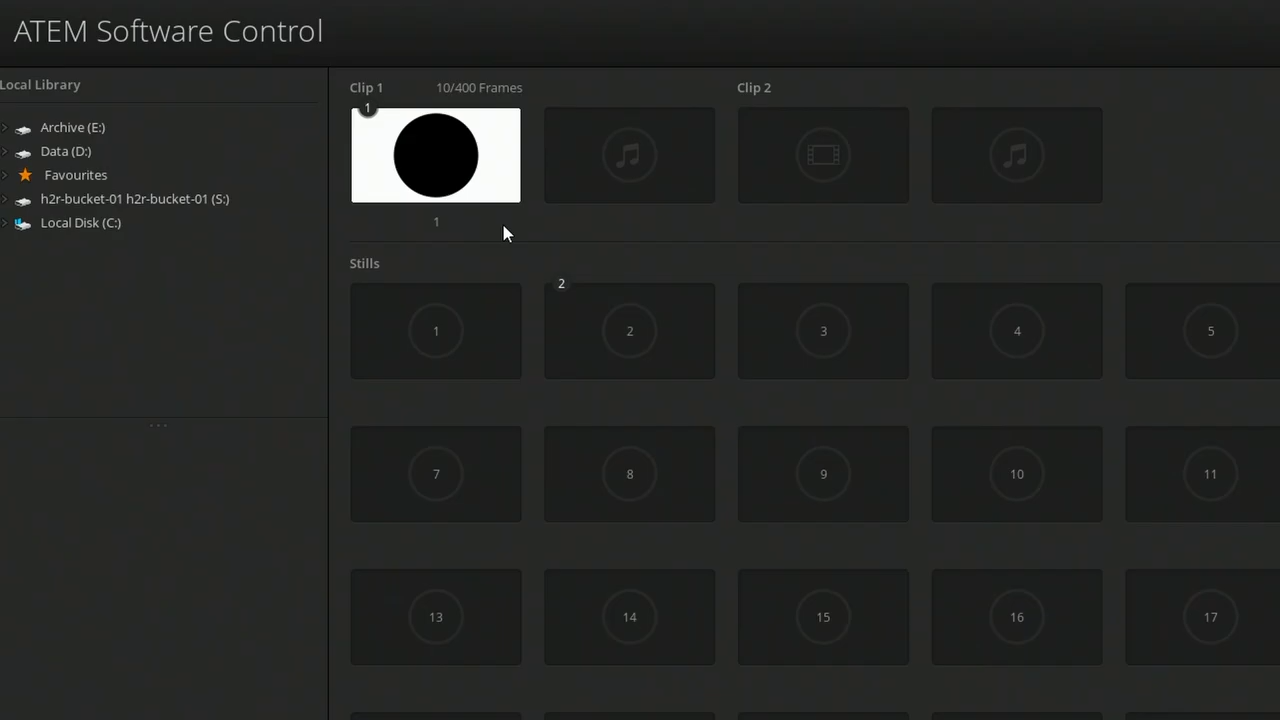 ATEM Software Control
Local Library
Archive (E:)
Data (D:)
Favourites
h2r-bucket-01 h2r-bucket-01 (S:)
Local Disk (C:)
Clip 1 10/400 Frames Clip 2
1
1
Stills
2
1 2 3 4 5
7 8 9 10 11
13 14 15 16 17